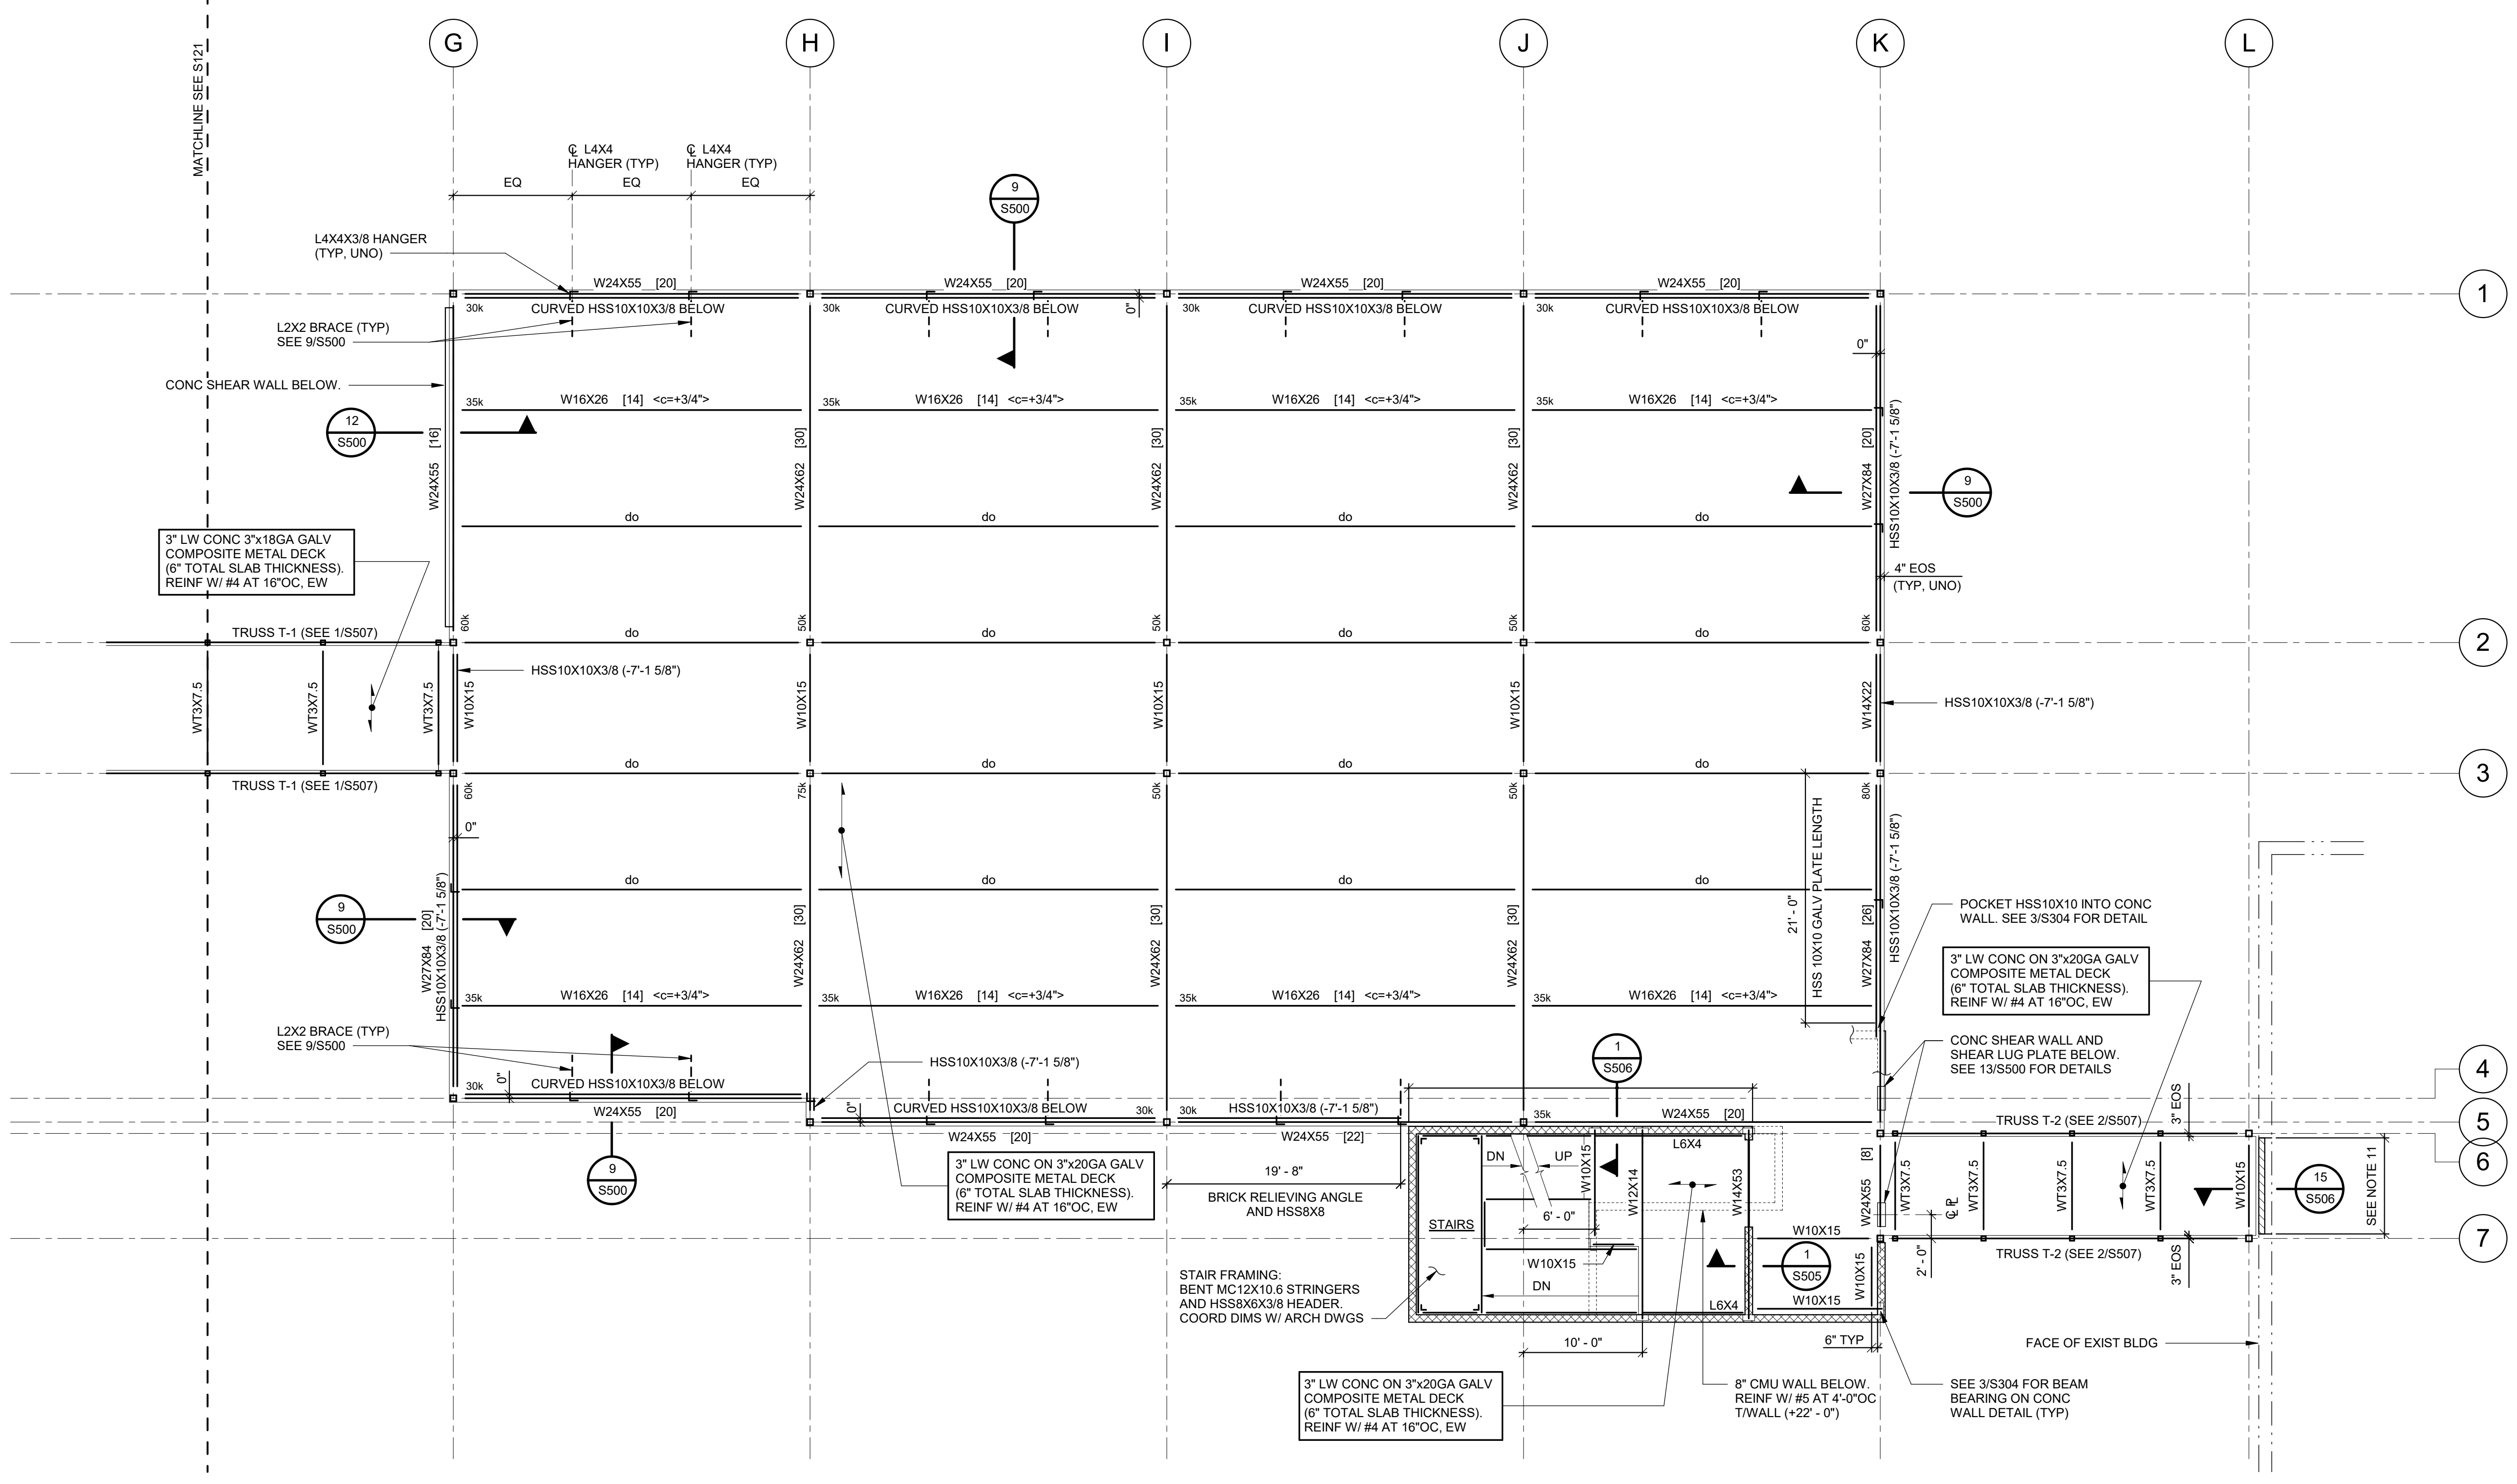 G
H
I
J
K
L
MATCHLINE SEE S121
℄ L4X4
HANGER (TYP)
℄ L4X4
HANGER (TYP)
EQ
EQ
EQ
9
S500
L4X4X3/8 HANGER
(TYP, UNO)
W24X55 [20]
W24X55 [20]
W24X55 [20]
W24X55 [20]
1
30k
CURVED HSS10X10X3/8 BELOW
30k
CURVED HSS10X10X3/8 BELOW
0"
30k
CURVED HSS10X10X3/8 BELOW
30k
CURVED HSS10X10X3/8 BELOW
L2X2 BRACE (TYP)
SEE 9/S500
0"
CONC SHEAR WALL BELOW.
35k
W16X26 [14] <c=+3/4">
35k
W16X26 [14] <c=+3/4">
35k
W16X26 [14] <c=+3/4">
35k
W16X26 [14] <c=+3/4">
12
S500
W24X55 [16]
W24X62 [30]
W24X62 [30]
W24X62 [30]
W27X84 [20]
HSS10X10X3/8 (-7'-1 5/8")
9
S500
do
do
do
do
3" LW CONC 3"x18GA GALV
COMPOSITE METAL DECK
(6" TOTAL SLAB THICKNESS).
REINF W/ #4 AT 16"OC, EW
4" EOS
(TYP, UNO)
60k
50k
50k
50k
60k
TRUSS T-1 (SEE 1/S507)
do
do
do
do
2
HSS10X10X3/8 (-7'-1 5/8")
WT3X7.5
WT3X7.5
WT3X7.5
W10X15
W10X15
W10X15
W10X15
W14X22
HSS10X10X3/8 (-7'-1 5/8")
do
do
do
do
3
TRUSS T-1 (SEE 1/S507)
60k
75k
50k
50k
80k
0"
do
do
do
do
21' - 0"
HSS 10X10 GALV PLATE LENGTH
HSS10X10X3/8 (-7'-1 5/8")
9
S500
W27X84 [20]
HSS10X10X3/8 (-7'-1 5/8")
W24X62 [30]
W24X62 [30]
W24X62 [30]
W27X84 [26]
POCKET HSS10X10 INTO CONC
WALL. SEE 3/S304 FOR DETAIL
3" LW CONC ON 3"x20GA GALV
COMPOSITE METAL DECK
(6" TOTAL SLAB THICKNESS).
REINF W/ #4 AT 16"OC, EW
35k
W16X26 [14] <c=+3/4">
35k
W16X26 [14] <c=+3/4">
35k
W16X26 [14] <c=+3/4">
35k
W16X26 [14] <c=+3/4">
L2X2 BRACE (TYP)
SEE 9/S500
HSS10X10X3/8 (-7'-1 5/8")
1
S506
CONC SHEAR WALL AND
SHEAR LUG PLATE BELOW.
SEE 13/S500 FOR DETAILS
4
30k
0"
CURVED HSS10X10X3/8 BELOW
W24X55 [20]
0"
CURVED HSS10X10X3/8 BELOW
30k
30k
HSS10X10X3/8 (-7'-1 5/8")
35k
W24X55 [20]
TRUSS T-2 (SEE 2/S507)
3" EOS
5
W24X55 [20]
W24X55 [22]
6
9
S500
3" LW CONC ON 3"x20GA GALV
COMPOSITE METAL DECK
(6" TOTAL SLAB THICKNESS).
REINF W/ #4 AT 16"OC, EW
19' - 8"
BRICK RELIEVING ANGLE
AND HSS8X8
DN
UP
W10X15
L6X4
W12X14
W14X53
W24X55 [8]
WT3X7.5
℄ P
WT3X7.5
WT3X7.5
WT3X7.5
W10X15
15
S506
SEE NOTE 11
STAIRS
6' - 0"
W10X15
W10X15
1
S505
W10X15
2' - 0"
TRUSS T-2 (SEE 2/S507)
3" EOS
7
STAIR FRAMING:
BENT MC12X10.6 STRINGERS
AND HSS8X6X3/8 HEADER.
COORD DIMS W/ ARCH DWGS
DN
L6X4
W10X15
10' - 0"
6" TYP
FACE OF EXIST BLDG
3" LW CONC ON 3"x20GA GALV
COMPOSITE METAL DECK
(6" TOTAL SLAB THICKNESS).
REINF W/ #4 AT 16"OC, EW
8" CMU WALL BELOW.
REINF W/ #5 AT 4'-0"OC
T/WALL (+22' - 0")
SEE 3/S304 FOR BEAM
BEARING ON CONC
WALL DETAIL (TYP)